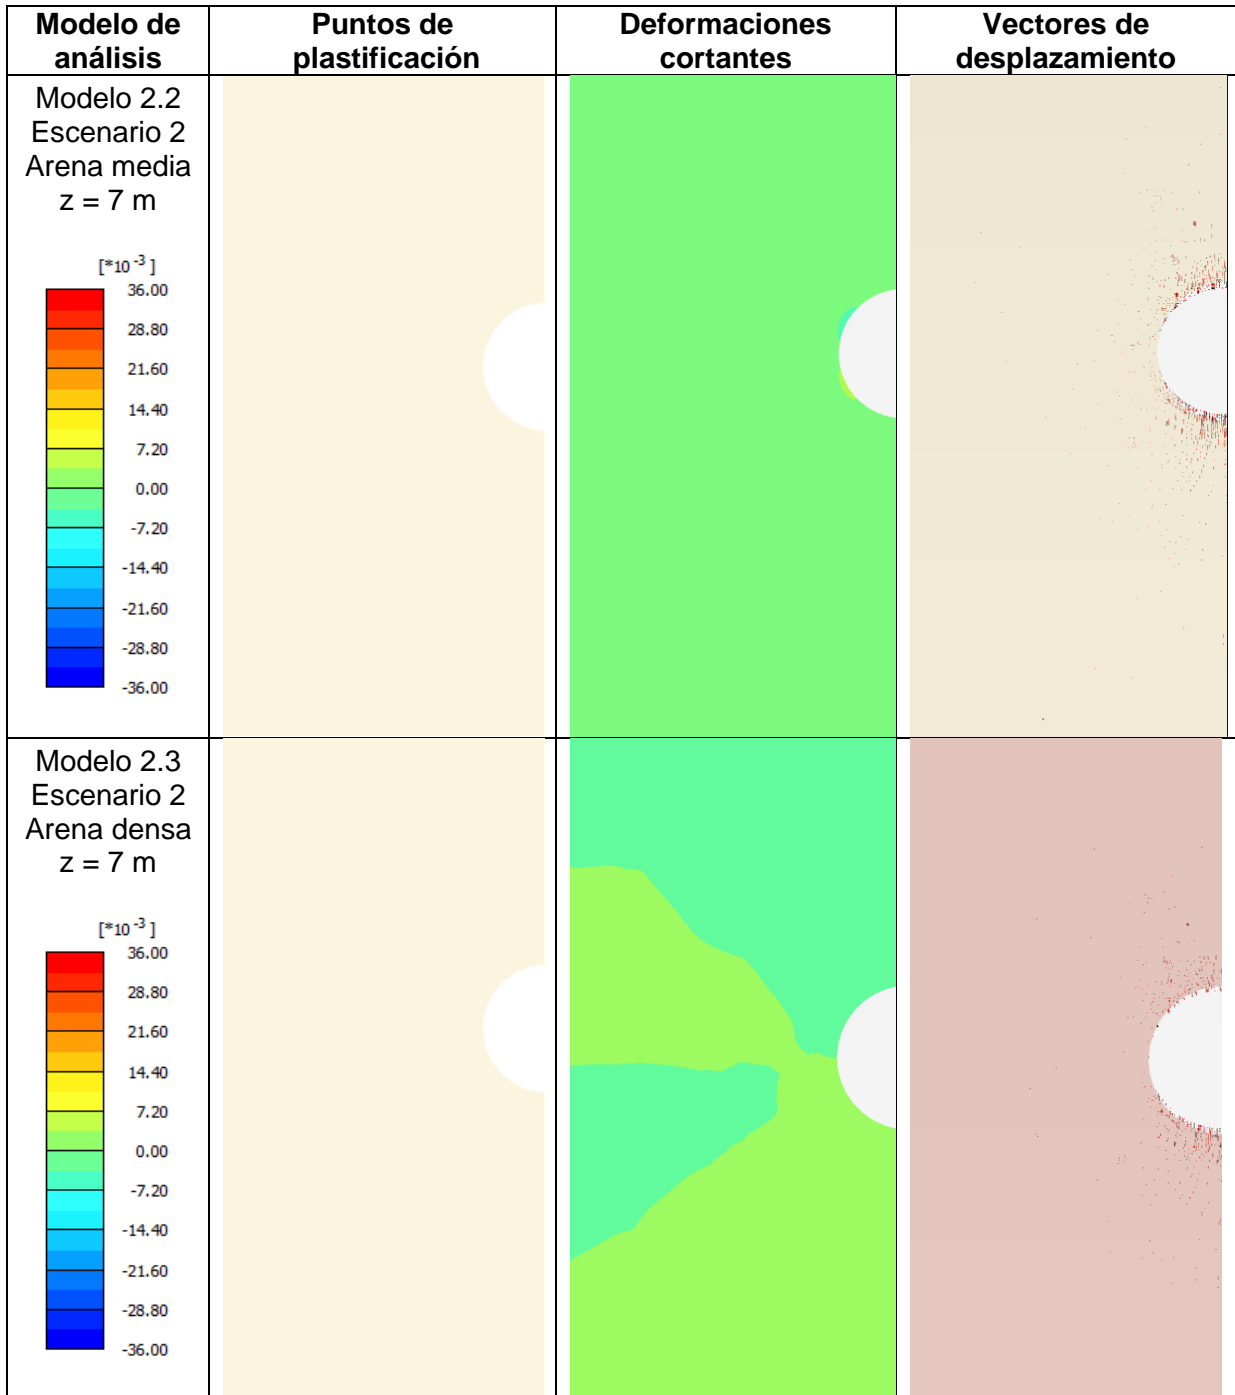 Modelo de
análisis
Puntos de
plastificación
Deformaciones
cortantes
Vectores de
desplazamiento
Modelo 2.2
Escenario 2
Arena media
z = 7 m
[*10 -3 ]
36.00
28.80
21.60
14.40
7.20
0.00
-7.20
-14.40
-21.60
-28.80
-36.00
Modelo 2.3
Escenario 2
Arena densa
z = 7 m
[*10 -3 ]
36.00
28.80
21.60
14.40
7.20
0.00
-7.20
-14.40
-21.60
-28.80
-36.00